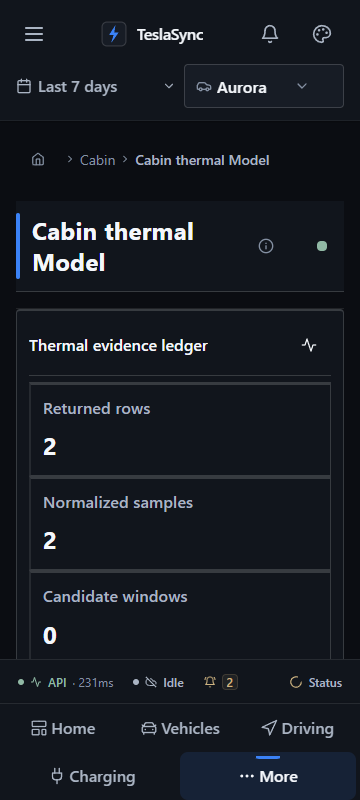 TeslaSync
Last 7 days
Aurora
Cabin
Cabin thermal Model
Cabin thermal
Model
Thermal evidence ledger
Returned rows
2
Normalized samples
2
Candidate windows
0
API · 231ms
Idle
2
Status
Home
Vehicles
Driving
Charging
More